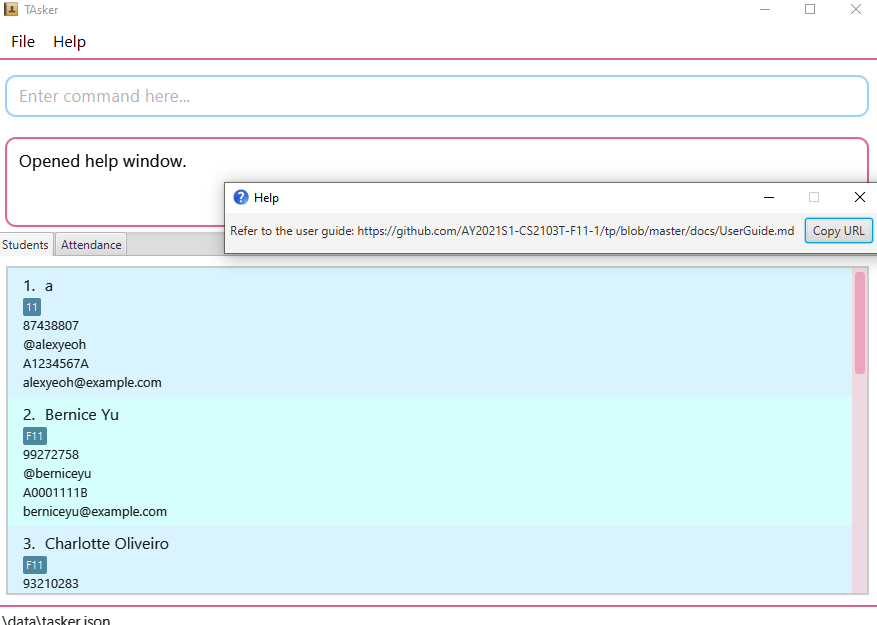 TAsker
File Help
Enter command here...
Opened help window.
Help
Refer to the user guide: https://github.com/AY2021S1-CS2103T-F11-1/tp/blob/master/docs/UserGuide.md Copy URL
Students Attendance
1. a
11
87438807
@alexyeoh
A1234567A
alexyeoh@example.com
2. Bernice Yu
F11
99272758
@berniceyu
A0001111B
berniceyu@example.com
3. Charlotte Oliveiro
F11
93210283
\data\tasker.json